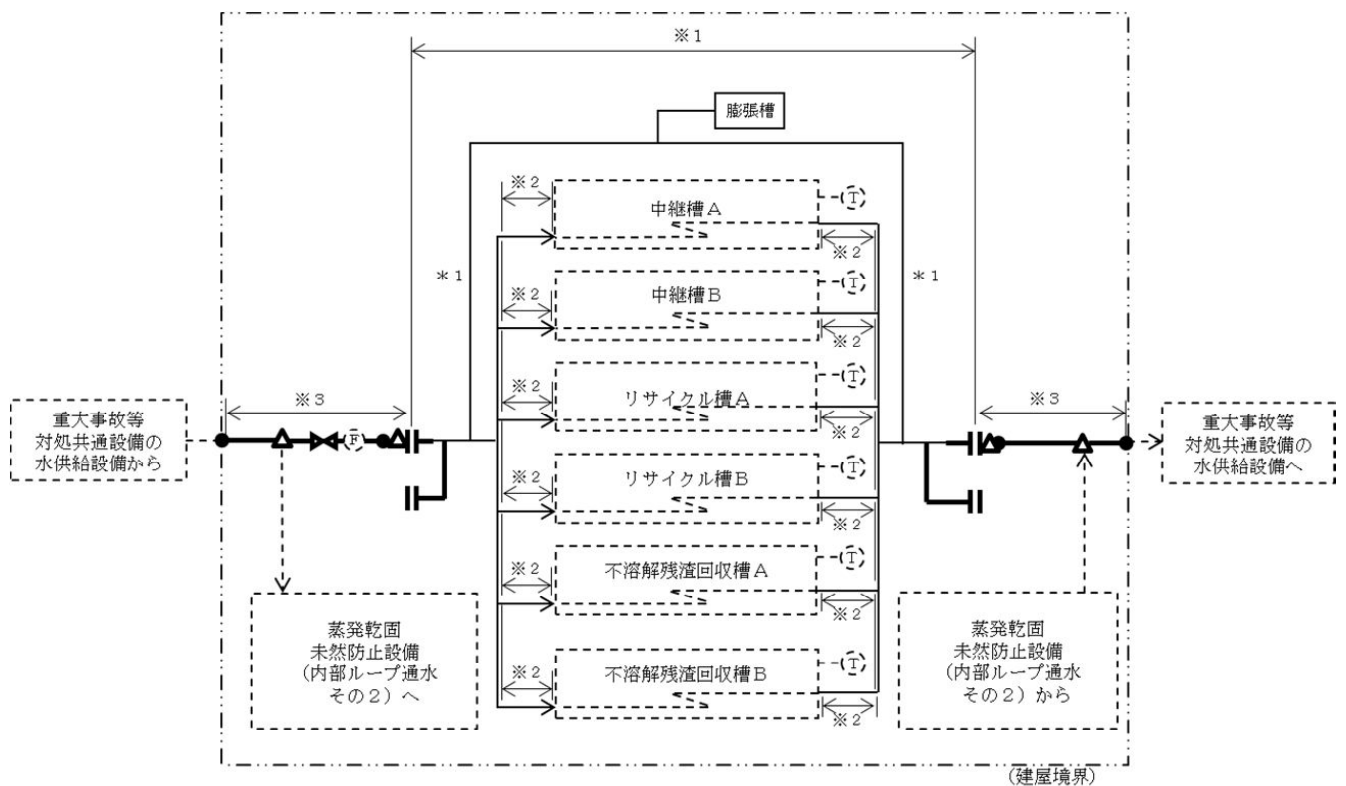 ※１
膨張槽
※２
中継槽Ａ
Ｔ
※２
＊１
＊１
※２
中継槽Ｂ
Ｔ
※２
※２
リサイクル槽Ａ
Ｔ
※２
※３
※３
重大事故等
対処共通設備の
水供給設備から
Ｆ
重大事故等
対処共通設備の
水供給設備へ
※２
リサイクル槽Ｂ
Ｔ
※２
※２
不溶解残渣回収槽Ａ
Ｔ
※２
蒸発乾固
未然防止設備
（内部ループ通水
その２）へ
蒸発乾固
未然防止設備
（内部ループ通水
その２）から
※２
不溶解残渣回収槽Ｂ
Ｔ
※２
（建屋境界）